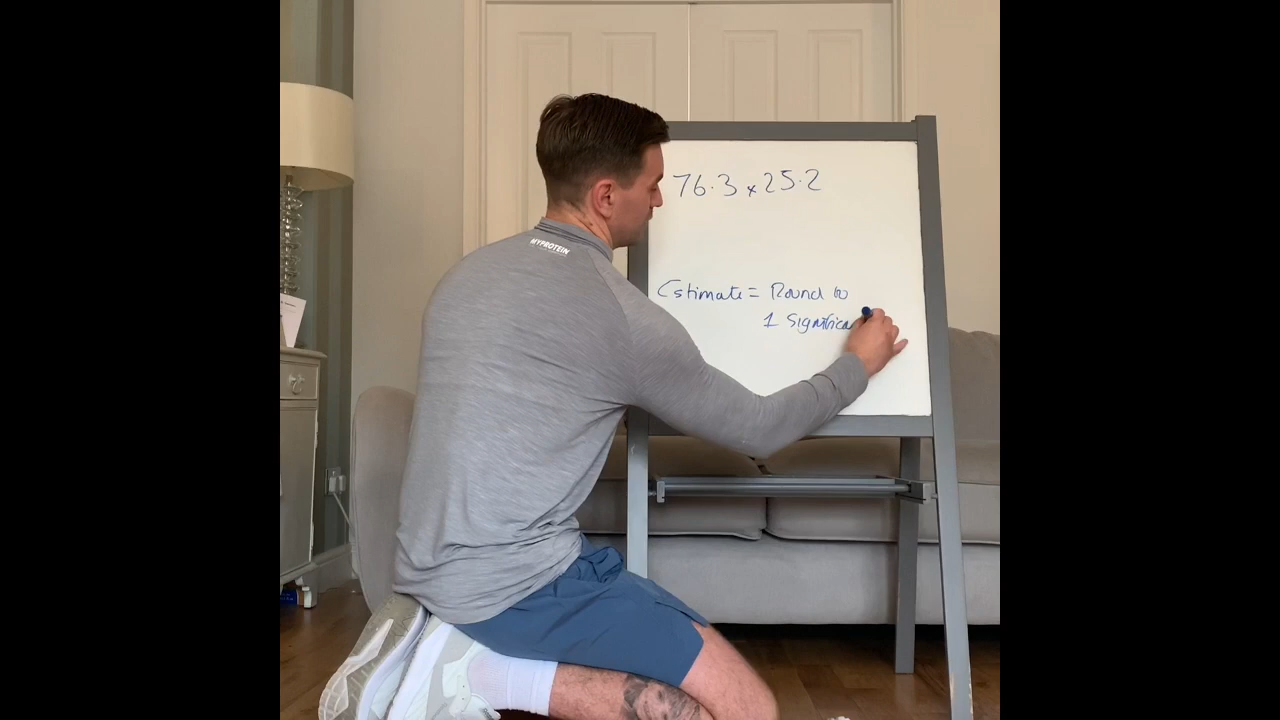 76.3 x 25.2
Estimate = Round to
1 Significa
MYPROTEIN